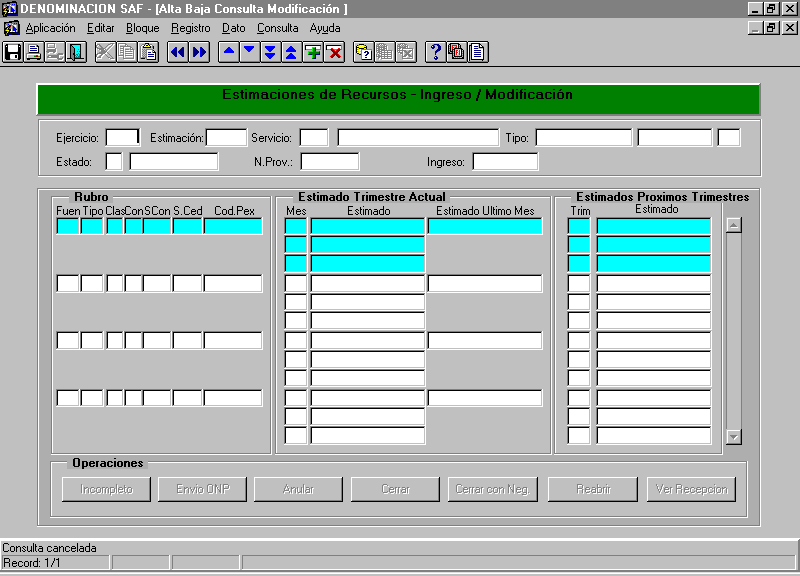 DENOMINACION SAF - [Alta Baja Consulta Modificación ]
Aplicación Editar Bloque Registro Dato Consulta Ayuda
Estimaciones de Recursos - Ingreso / Modificación
Ejercicio: Estimación: Servicio: Tipo:
Estado: N.Prov.: Ingreso:
Rubro Estimado Trimestre Actual Estimados Proximos Trimestres
Fuen Tipo Clas Con SCon S.Ced Cod.Pex Mes Estimado Estimado Ultimo Mes Trim Estimado
Operaciones
Incompleto Envio ONP Anular Cerrar Cerrar con Neg. Reabrir Ver Recepcion
Consulta cancelada
Record: 1/1